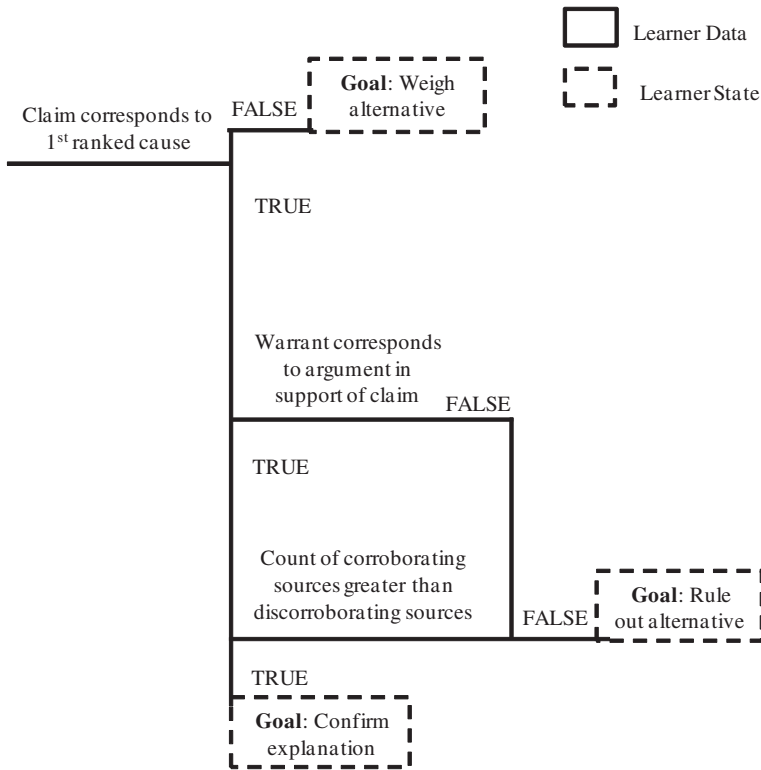 Learner Data
Learner State
Goal: Weigh
alternative
FALSE
Claim corresponds to
1st ranked cause
TRUE
Warrant corresponds
to argument in
support of claim
FALSE
TRUE
Count of corroborating
sources greater than
discorroborating sources
FALSE
Goal: Rule
out alternative
TRUE
Goal: Confirm
explanation